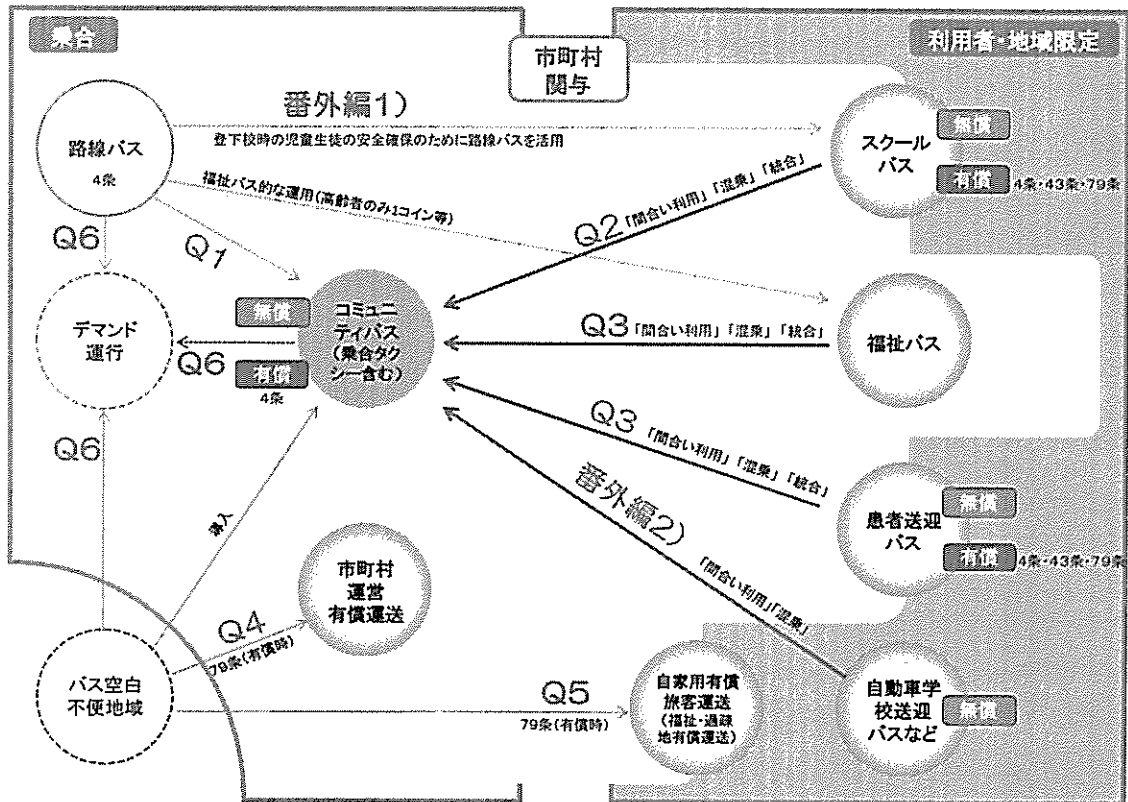 乗合
市町村
関与
利用者・地域限定
番外編1)
登下校時の児童生徒の安全確保のために路線バスを活用
路線バス
4条
スクール
バス
無償
有償
4条・43条・79条
福祉バス的な運用(高齢者のみ1コイン等)
Q2「間合い利用」「混乗」「統合」
Q6
Q1
デマンド
運行
無償
有償
4条
コミュニ
ティバス
(乗合タク
シー含む)
Q6
Q3「間合い利用」「混乗」「統合」
福祉バス
Q6
導入
Q3「間合い利用」「混乗」「統合」
番外編2)
「間合い利用」「混乗」
患者送迎
バス
無償
有償
4条・43条・79条
市町村
運営
有償運送
Q4
79条(有償時)
バス空白
不便地域
Q5
79条(有償時)
自家用有償
旅客運送
(福祉・過疎
地有償運送)
自動車学
校送迎
バスなど
無償